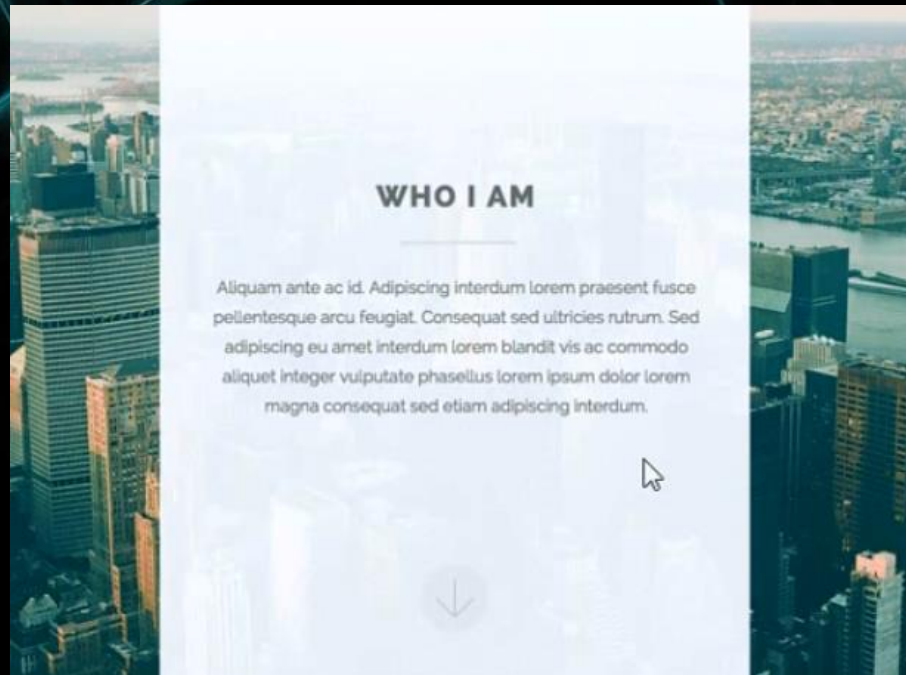 WHO I AM
Aliquam ante ac id. Adipiscing interdum lorem praesent fusce
pellentesque arcu feugiat. Consequat sed ultricies rutrum. Sed
adipiscing eu amet interdum lorem blandit vis ac commodo
aliquet integer vulputate phasellus lorem ipsum dolor lorem
magna consequat sed etiam adipiscing interdum.